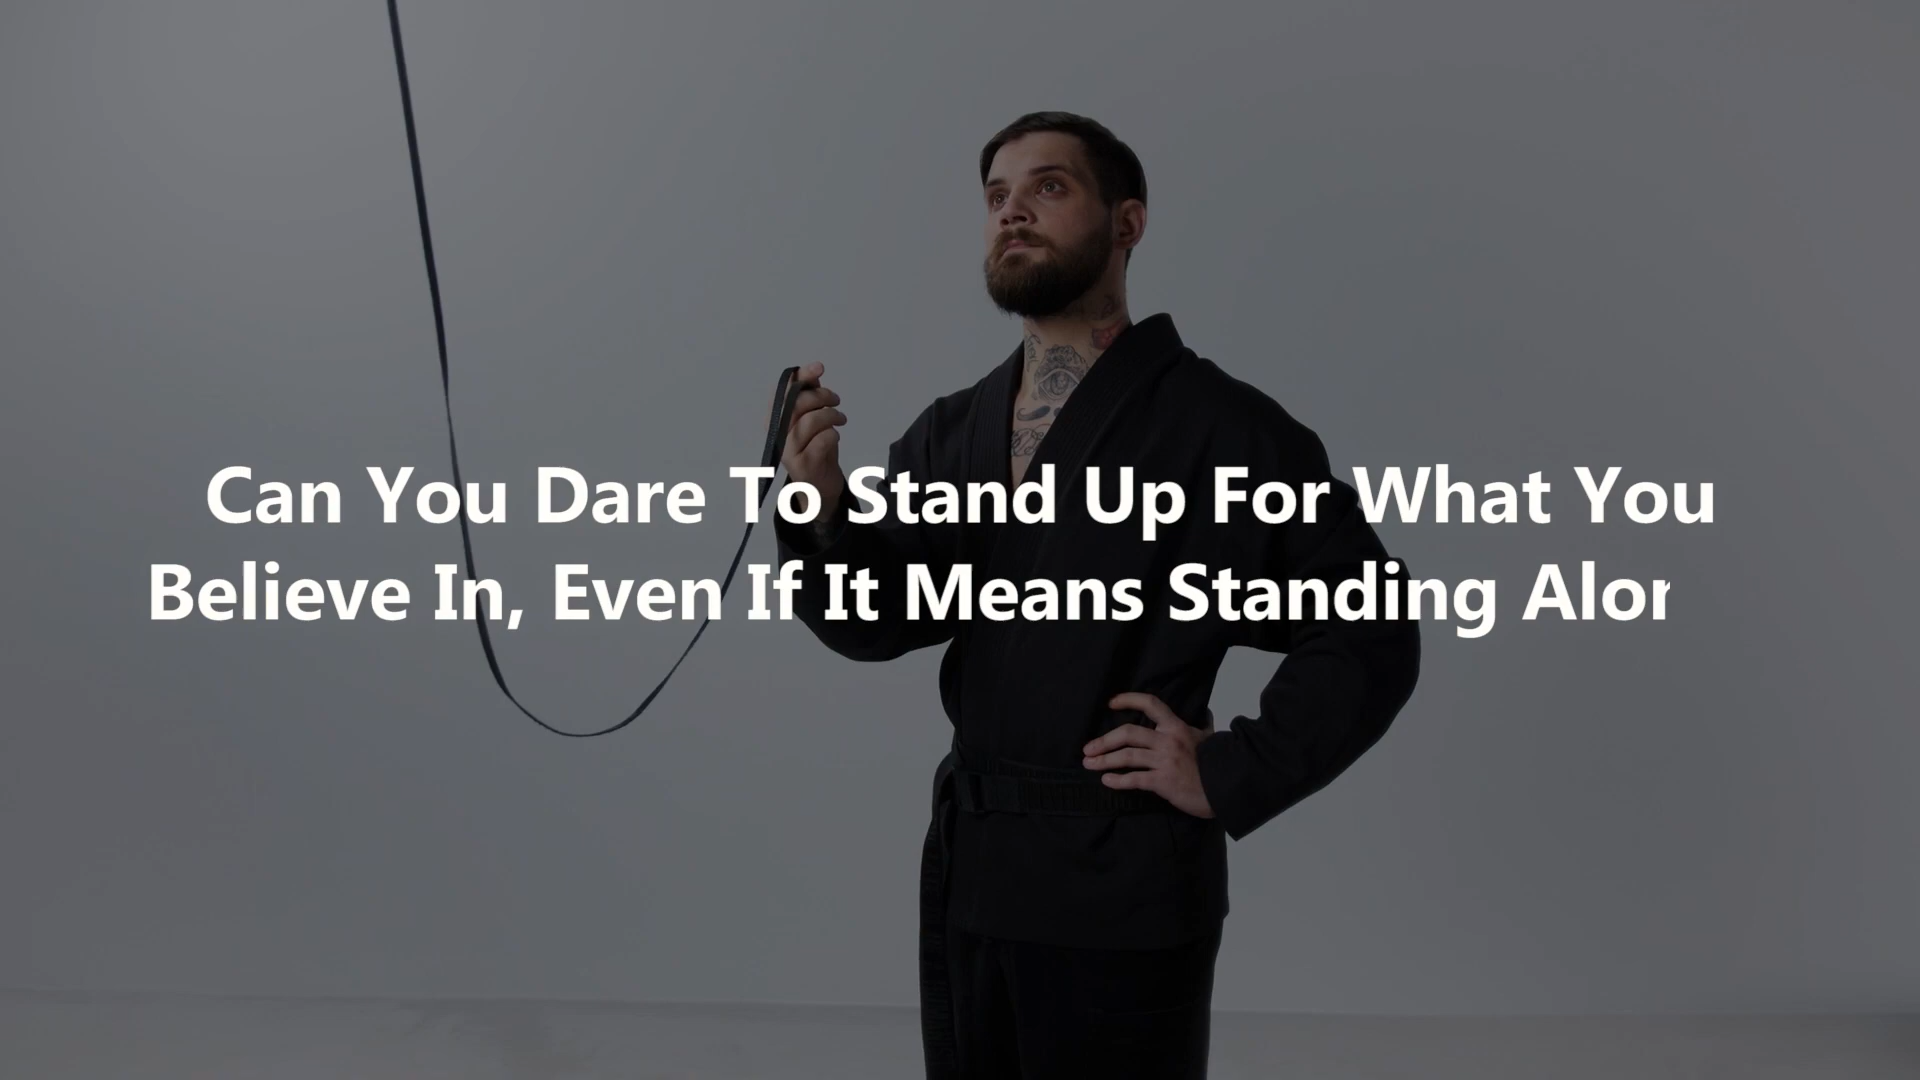 Can You Dare To Stand Up For What You
Believe In, Even If It Means Standing Alor